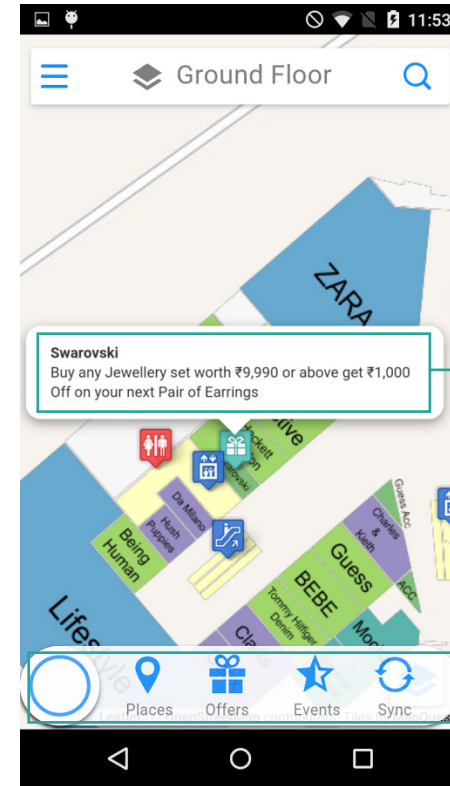 11:53
Ground Floor
ZARA
Swarovski
Buy any Jewellery set worth ₹9,990 or above get ₹1,000
Off on your next Pair of Earrings
Hackett
Da Milano
Hush
Puppies
Being
Human
Guess Acc
Charles
&
Kieth
Guess
ACC
BEBE
Tommy Hilfiger
Denim
Lifestyle
Places
Offers
Events
Sync